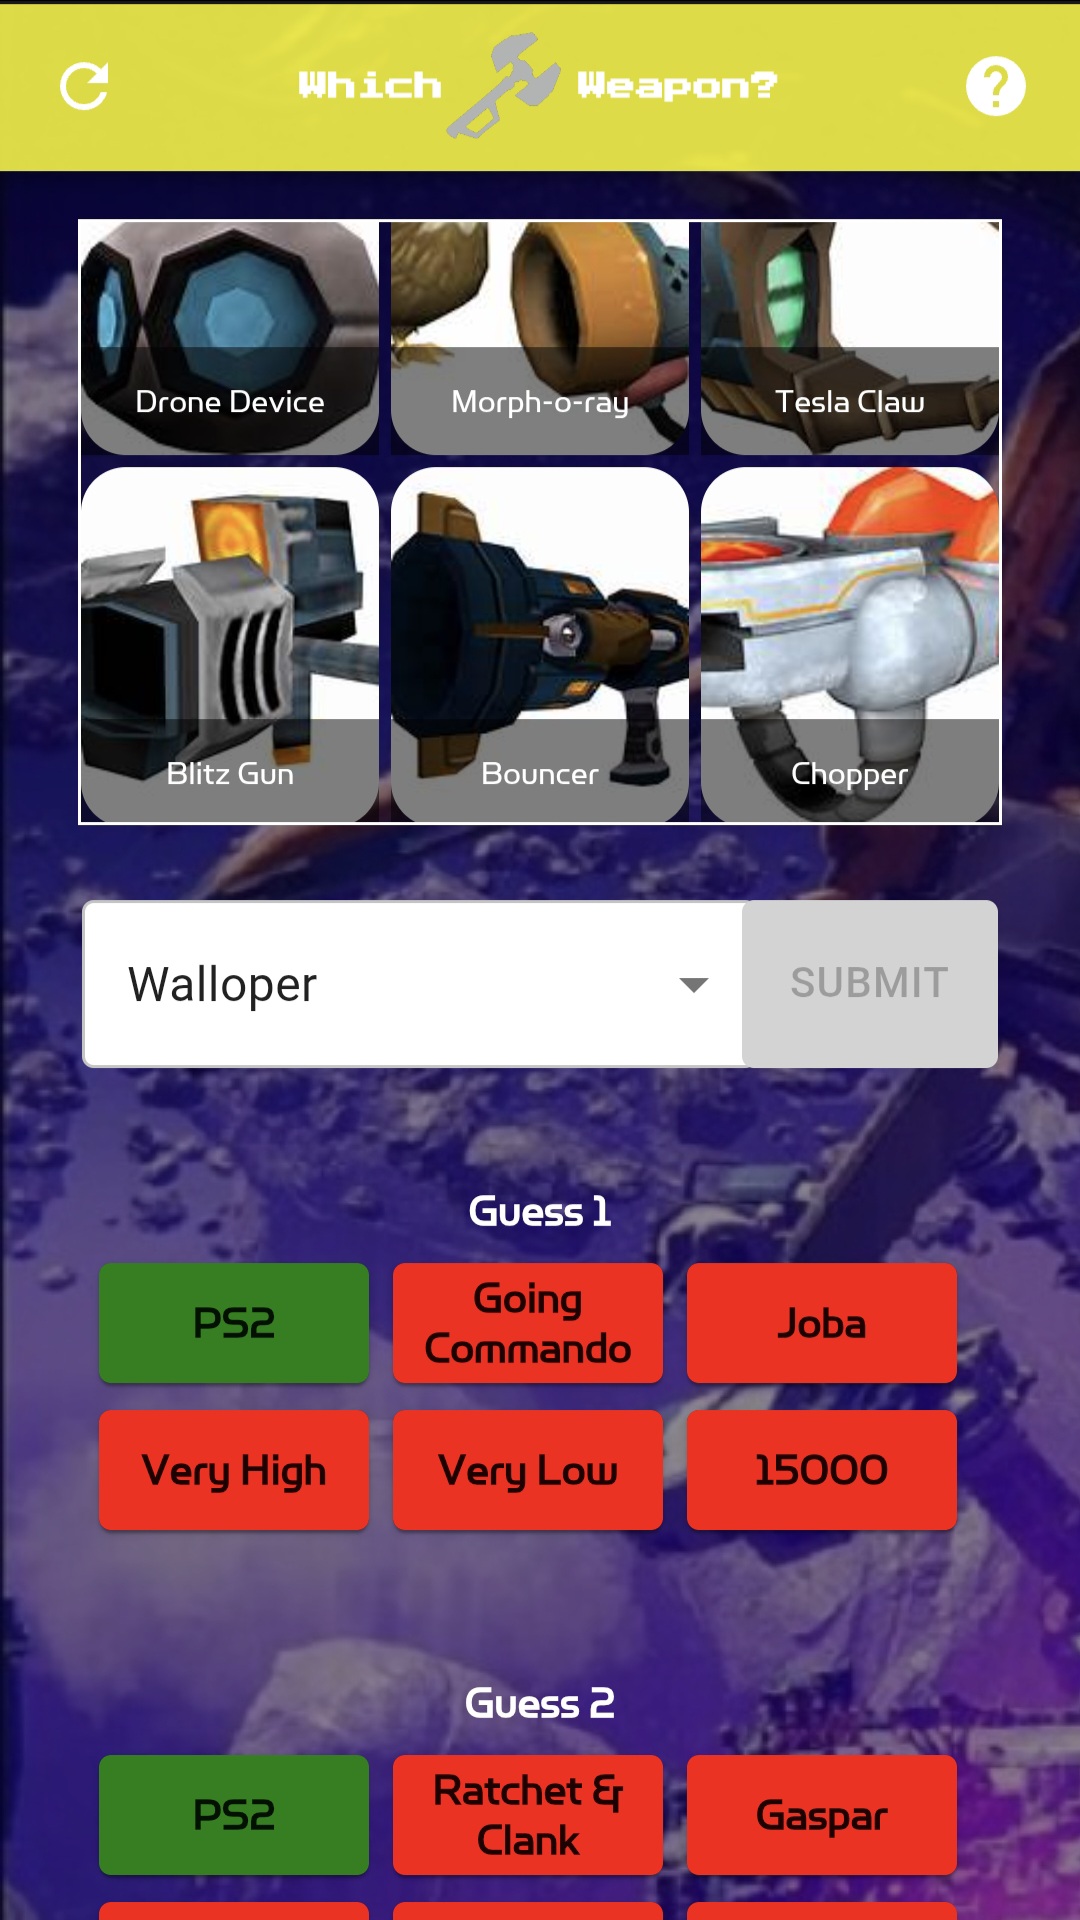 Which Weapon?
Drone Device
Morph-o-ray
Tesla Claw
Blitz Gun
Bouncer
Chopper
Walloper
SUBMIT
Guess 1
PS2
Going
Commando
Joba
Very High
Very Low
15000
Guess 2
PS2
Ratchet &
Clank
Gaspar